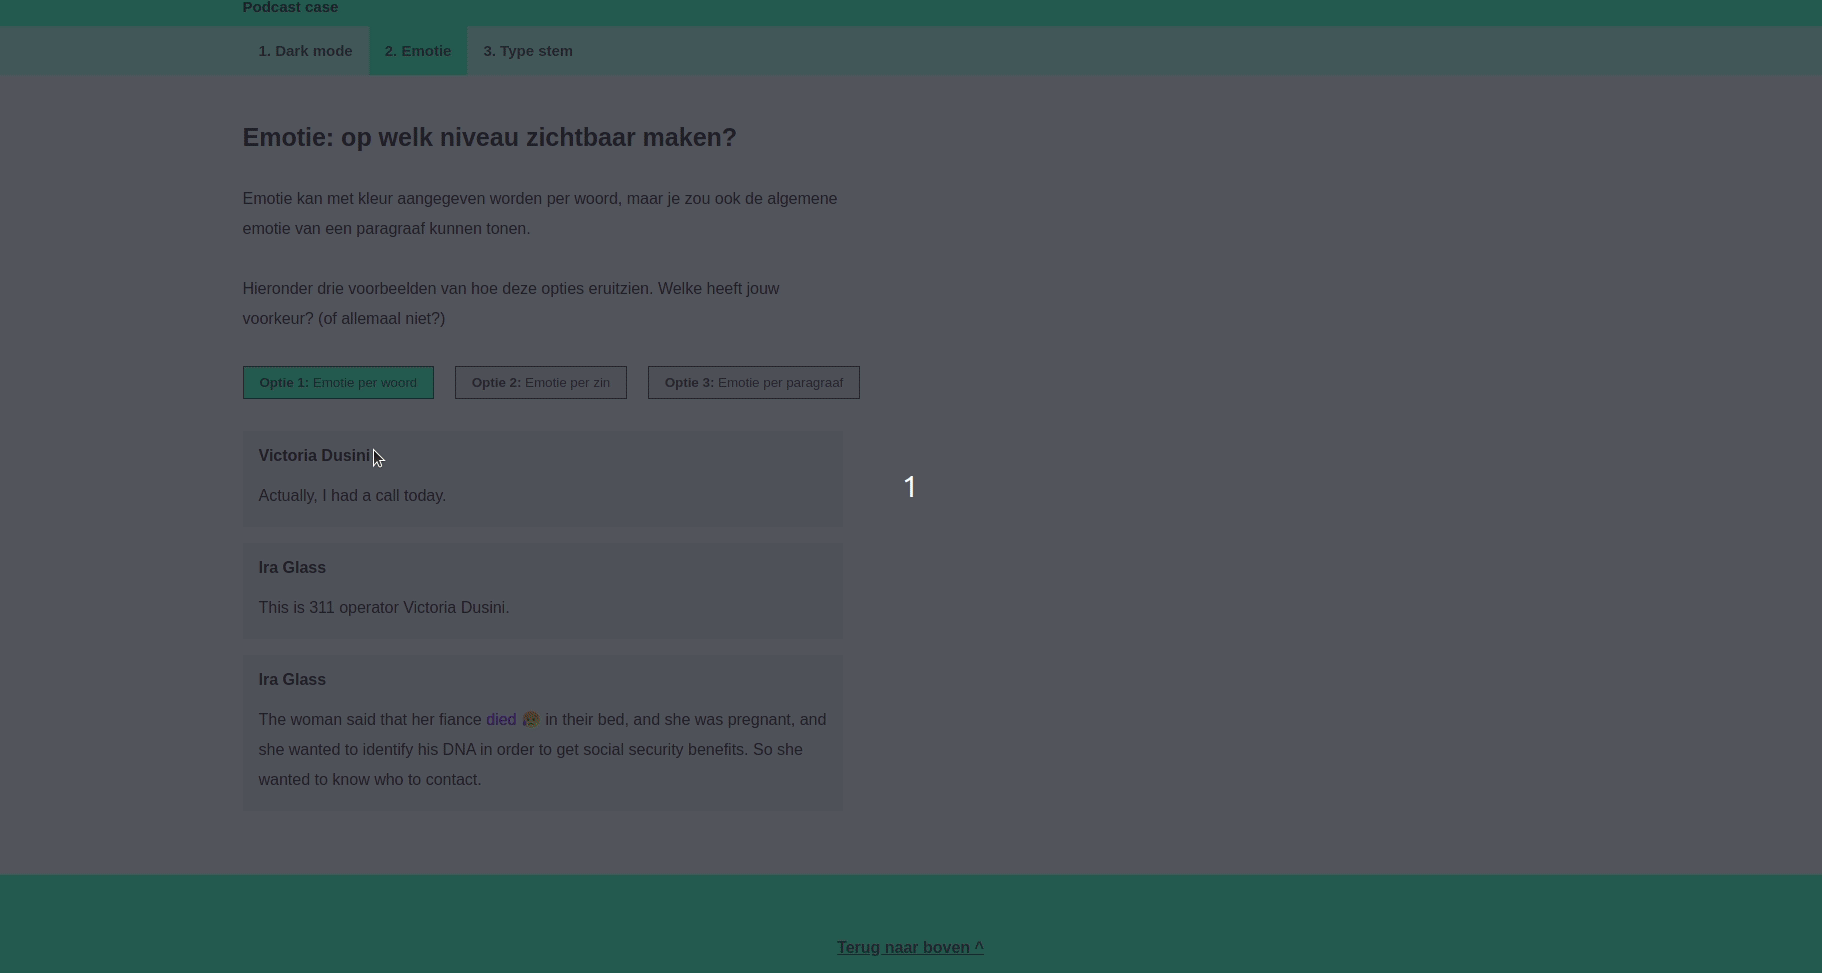 Podcast case
1. Dark mode
2. Emotie
3. Type stem
Emotie: op welk niveau zichtbaar maken?
Emotie kan met kleur aangegeven worden per woord, maar je zou ook de algemene
emotie van een paragraaf kunnen tonen.
Hieronder drie voorbeelden van hoe deze opties eruitzien. Welke heeft jouw
voorkeur? (of allemaal niet?)
Optie 1: Emotie per woord
Optie 2: Emotie per zin
Optie 3: Emotie per paragraaf
Victoria Dusini
Actually, I had a call today.
1
Ira Glass
This is 311 operator Victoria Dusini.
Ira Glass
The woman said that her fiance died 😥 in their bed, and she was pregnant, and
she wanted to identify his DNA in order to get social security benefits. So she
wanted to know who to contact.
Terug naar boven ^